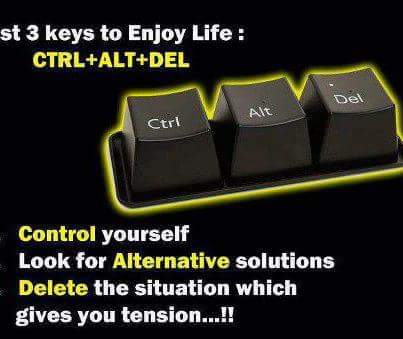 st 3 keys to Enjoy Life :
CTRL+ALT+DEL
Ctrl
Alt
Del
Control yourself
Look for Alternative solutions
Delete the situation which
gives you tension...!!